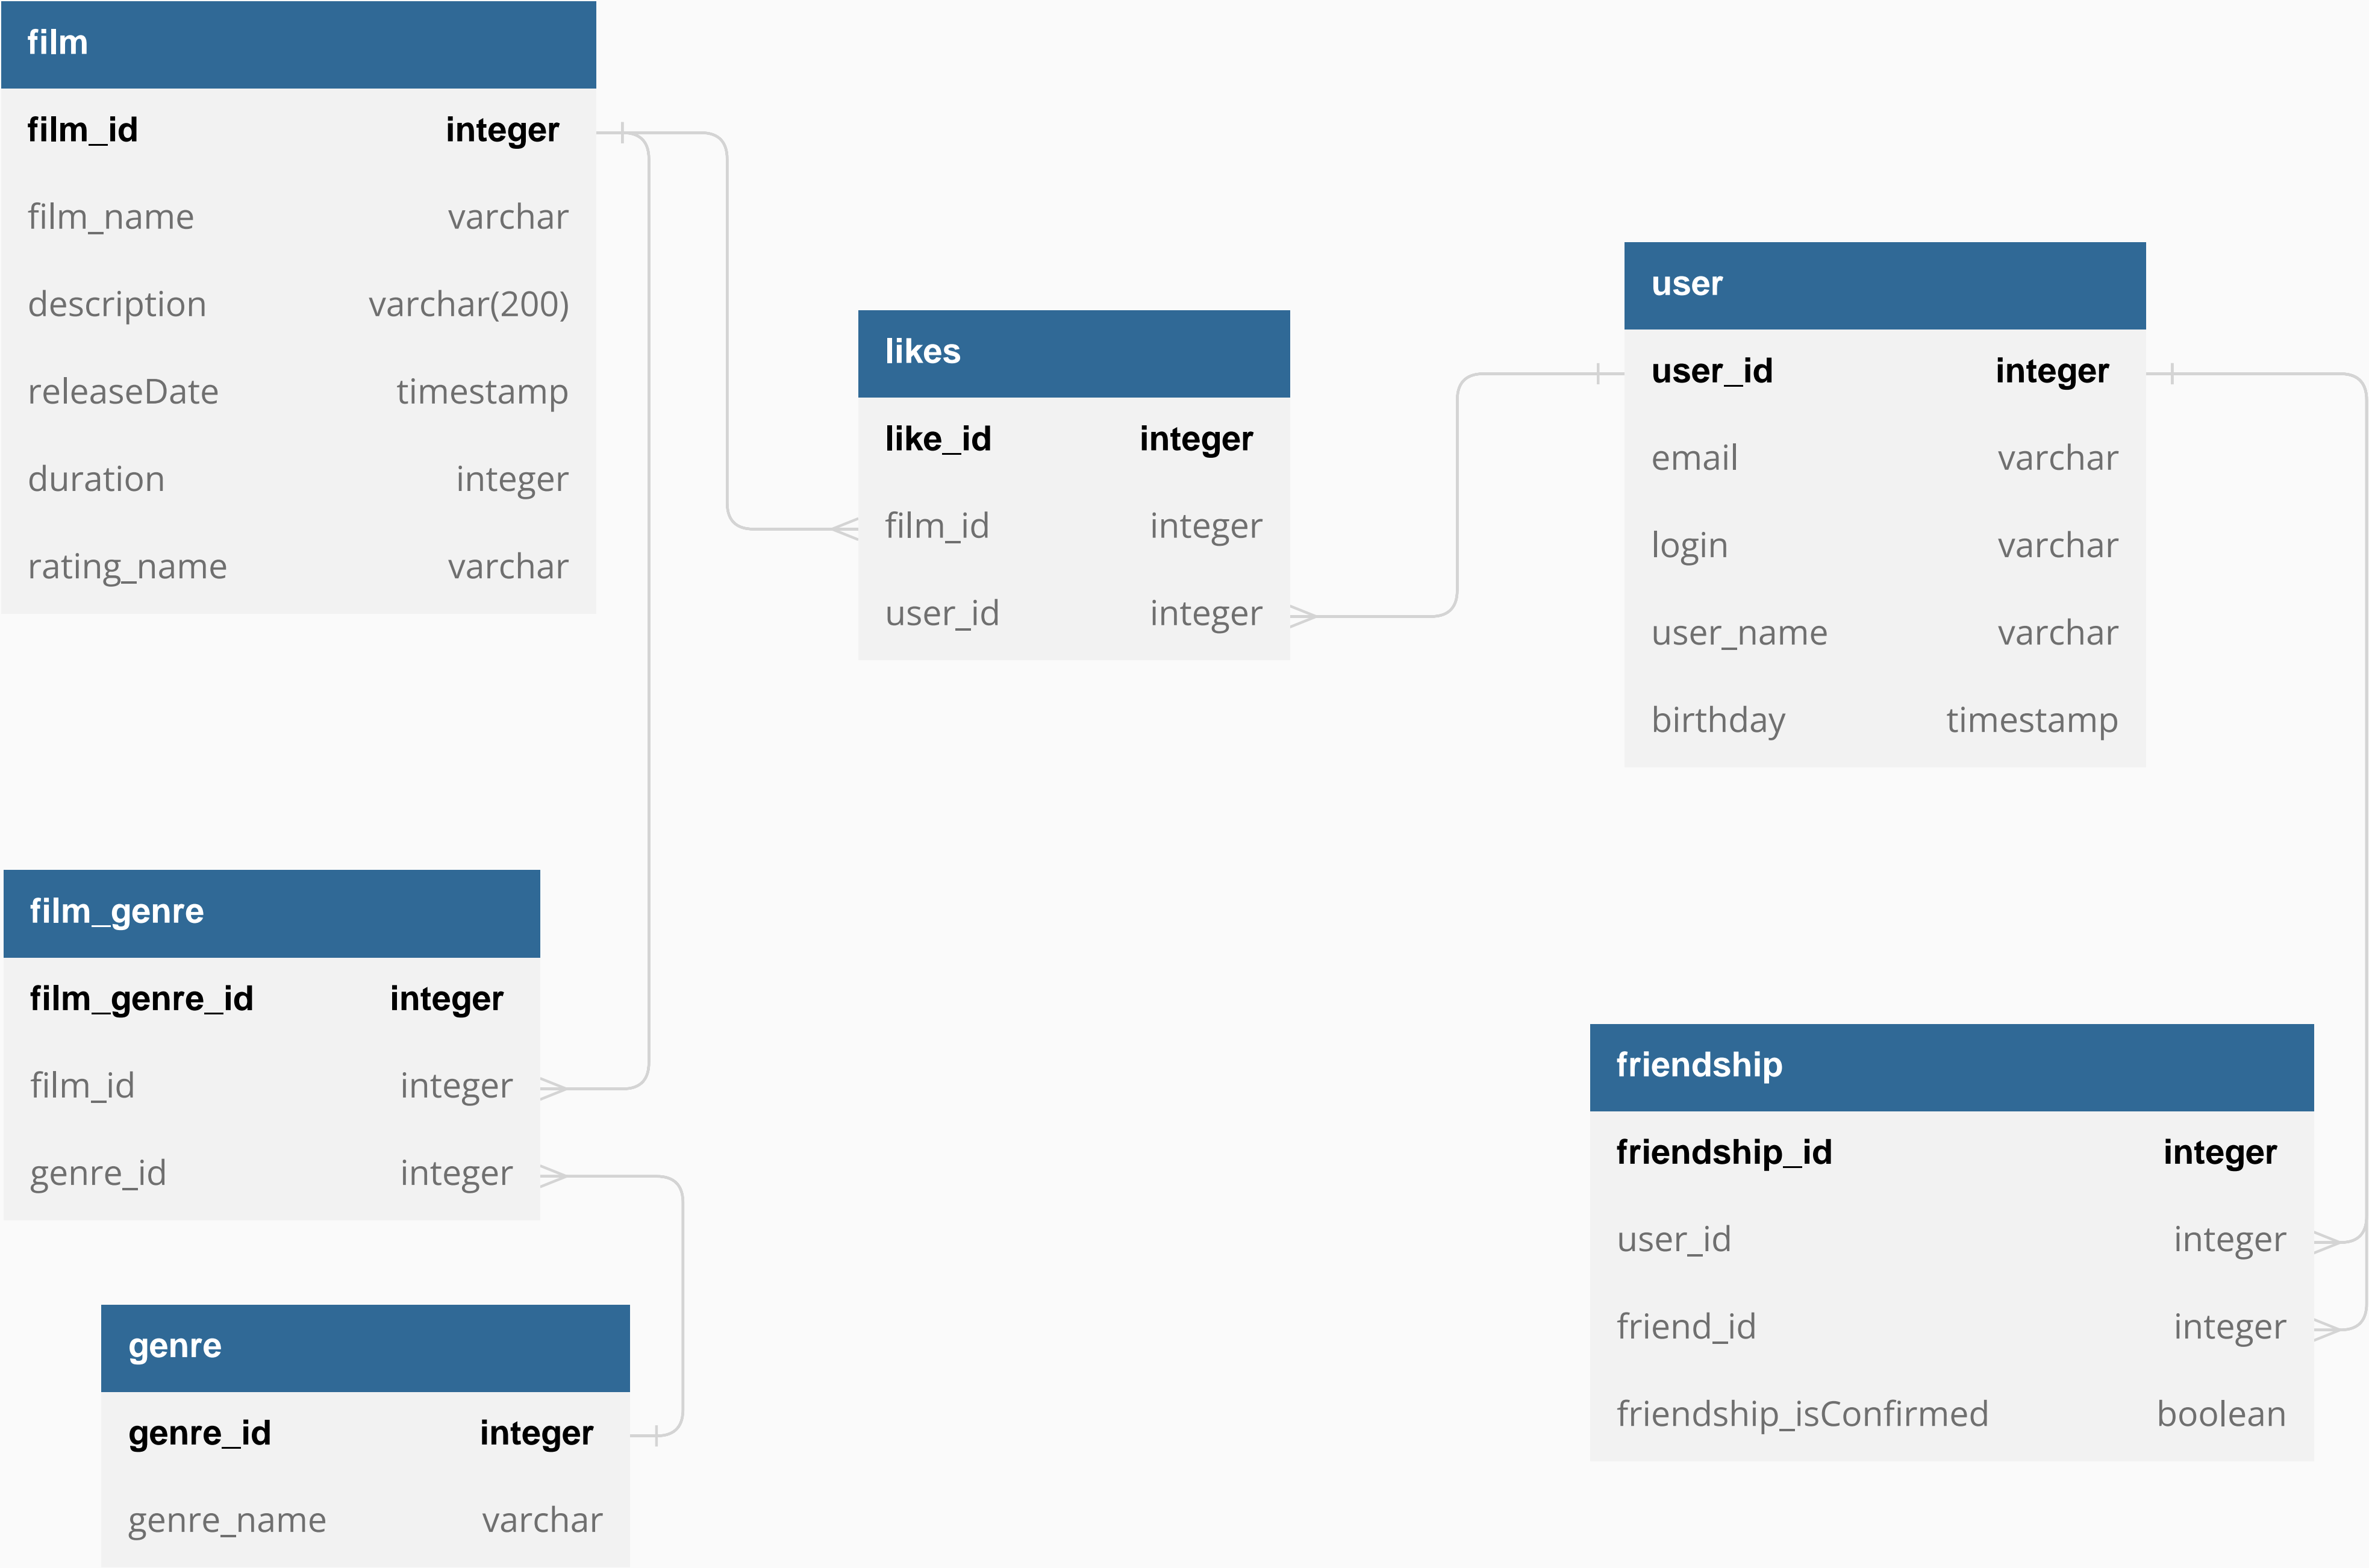 film
film_id integer
film_name varchar
description varchar(200)
releaseDate timestamp
duration integer
rating_name varchar
likes
like_id integer
film_id integer
user_id integer
user
user_id integer
email varchar
login varchar
user_name varchar
birthday timestamp
film_genre
film_genre_id integer
film_id integer
genre_id integer
genre
genre_id integer
genre_name varchar
friendship
friendship_id integer
user_id integer
friend_id integer
friendship_isConfirmed boolean